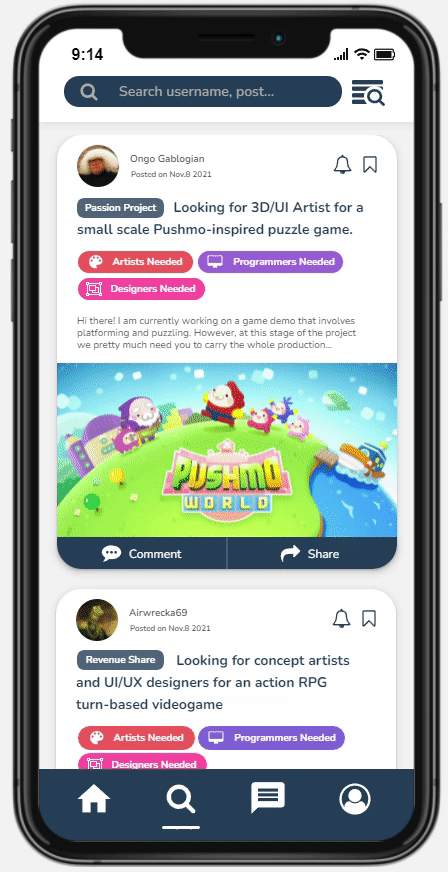 9:14
Search username, post...
Ongo Gablogian
Posted on Nov.8 2021
Passion Project Looking for 3D/UI Artist for a
small scale Pushmo-inspired puzzle game.
Artists Needed Programmers Needed
Designers Needed
Hi there! I am currently working on a game demo that involves
platforming and puzzling. However, at this stage of the project
we pretty much need you to carry the whole production...
PUSHMO
WORLD
Comment Share
Airwrecka69
Posted on Nov.8 2021
Revenue Share Looking for concept artists
and UI/UX designers for an action RPG
turn-based videogame
Artists Needed Programmers Needed
Designers Needed